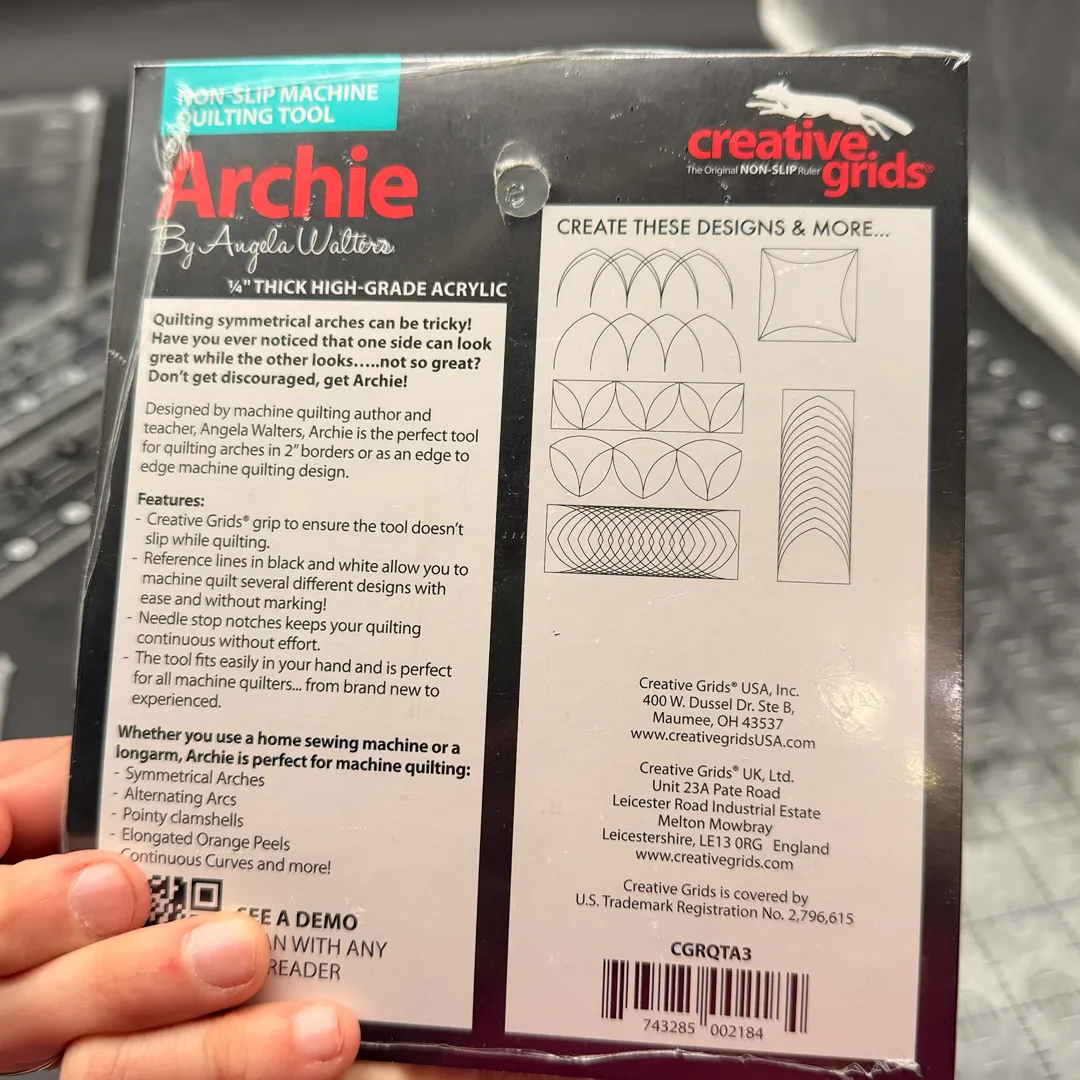 NON-SLIP MACHINE
QUILTING TOOL
Archie
By Angela Walters
¼" THICK HIGH-GRADE ACRYLIC
Quilting symmetrical arches can be tricky!
Have you ever noticed that one side can look
great while the other looks.....not so great?
Don't get discouraged, get Archie!
Designed by machine quilting author and
teacher, Angela Walters, Archie is the perfect tool
for quilting arches in 2" borders or as an edge to
edge machine quilting design.
Features:
- Creative Grids® grip to ensure the tool doesn't
slip while quilting.
- Reference lines in black and white allow you to
machine quilt several different designs with
ease and without marking!
- Needle stop notches keeps your quilting
continuous without effort.
- The tool fits easily in your hand and is perfect
for all machine quilters... from brand new to
experienced.
Whether you use a home sewing machine or a
longarm, Archie is perfect for machine quilting:
- Symmetrical Arches
- Alternating Arcs
- Pointy clamshells
- Elongated Orange Peels
Continuous Curves and more!
SEE A DEMO
WITH ANY
READER
creative
grids®
The Original NON-SLIP Ruler
CREATE THESE DESIGNS & MORE...
Creative Grids® USA, Inc.
400 W. Dussel Dr. Ste B,
Maumee, OH 43537
www.creativegridsUSA.com
Creative Grids® UK, Ltd.
Unit 23A Pate Road
Leicester Road Industrial Estate
Melton Mowbray
Leicestershire, LE13 0RG England
www.creativegrids.com
Creative Grids is covered by
U.S. Trademark Registration No. 2,796,615
CGRQTA3
743285 002184